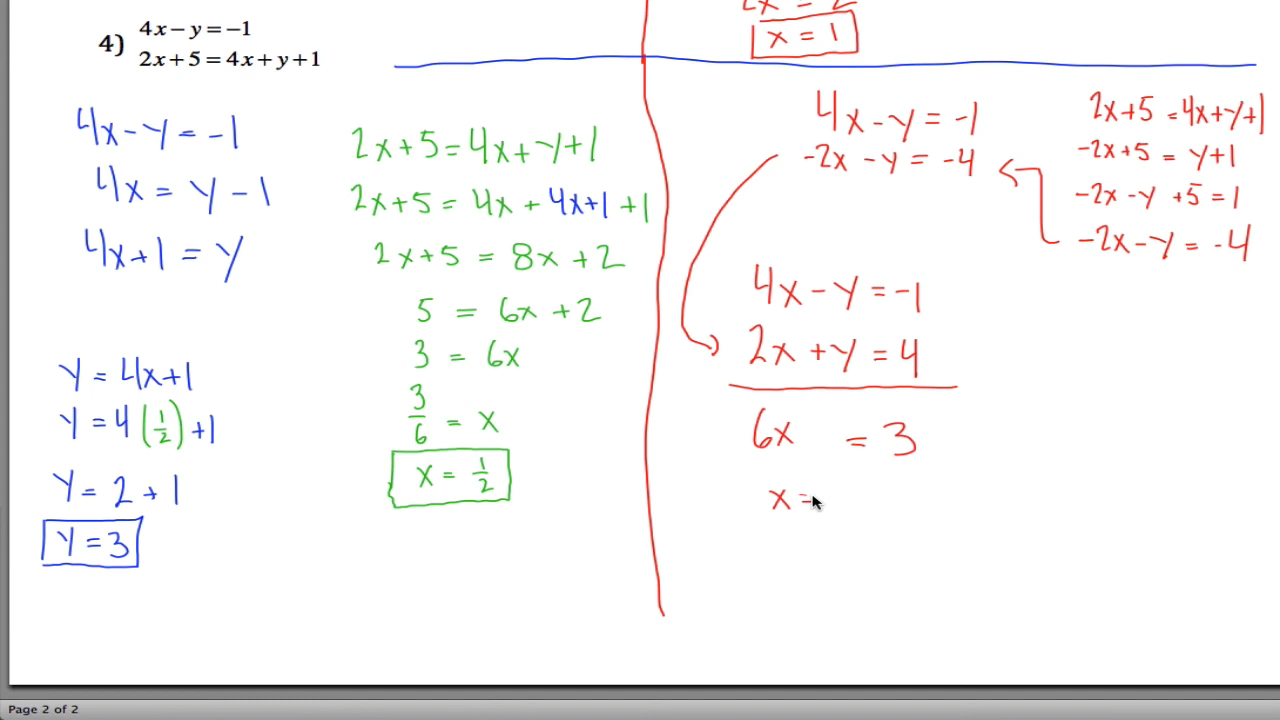 4) 4x − y = −1
2x + 5 = 4x + y + 1
4x - y = -1
4x = y - 1
4x+1 = y
y = 4x+1
y = 4(1/2) + 1
y = 2 + 1
y = 3
2x+5 = 4x+y+1
2x+5 = 4x + 4x+1 + 1
2x+5 = 8x + 2
5 = 6x + 2
3 = 6x
3/6 = x
x = 1/2
2x = 2
x = 1
4x - y = -1
-2x - y = -4
2x+5 = 4x+y+1
-2x+5 = y+1
-2x - y + 5 = 1
-2x - y = -4
4x - y = -1
2x + y = 4
6x = 3
x =
Page 2 of 2